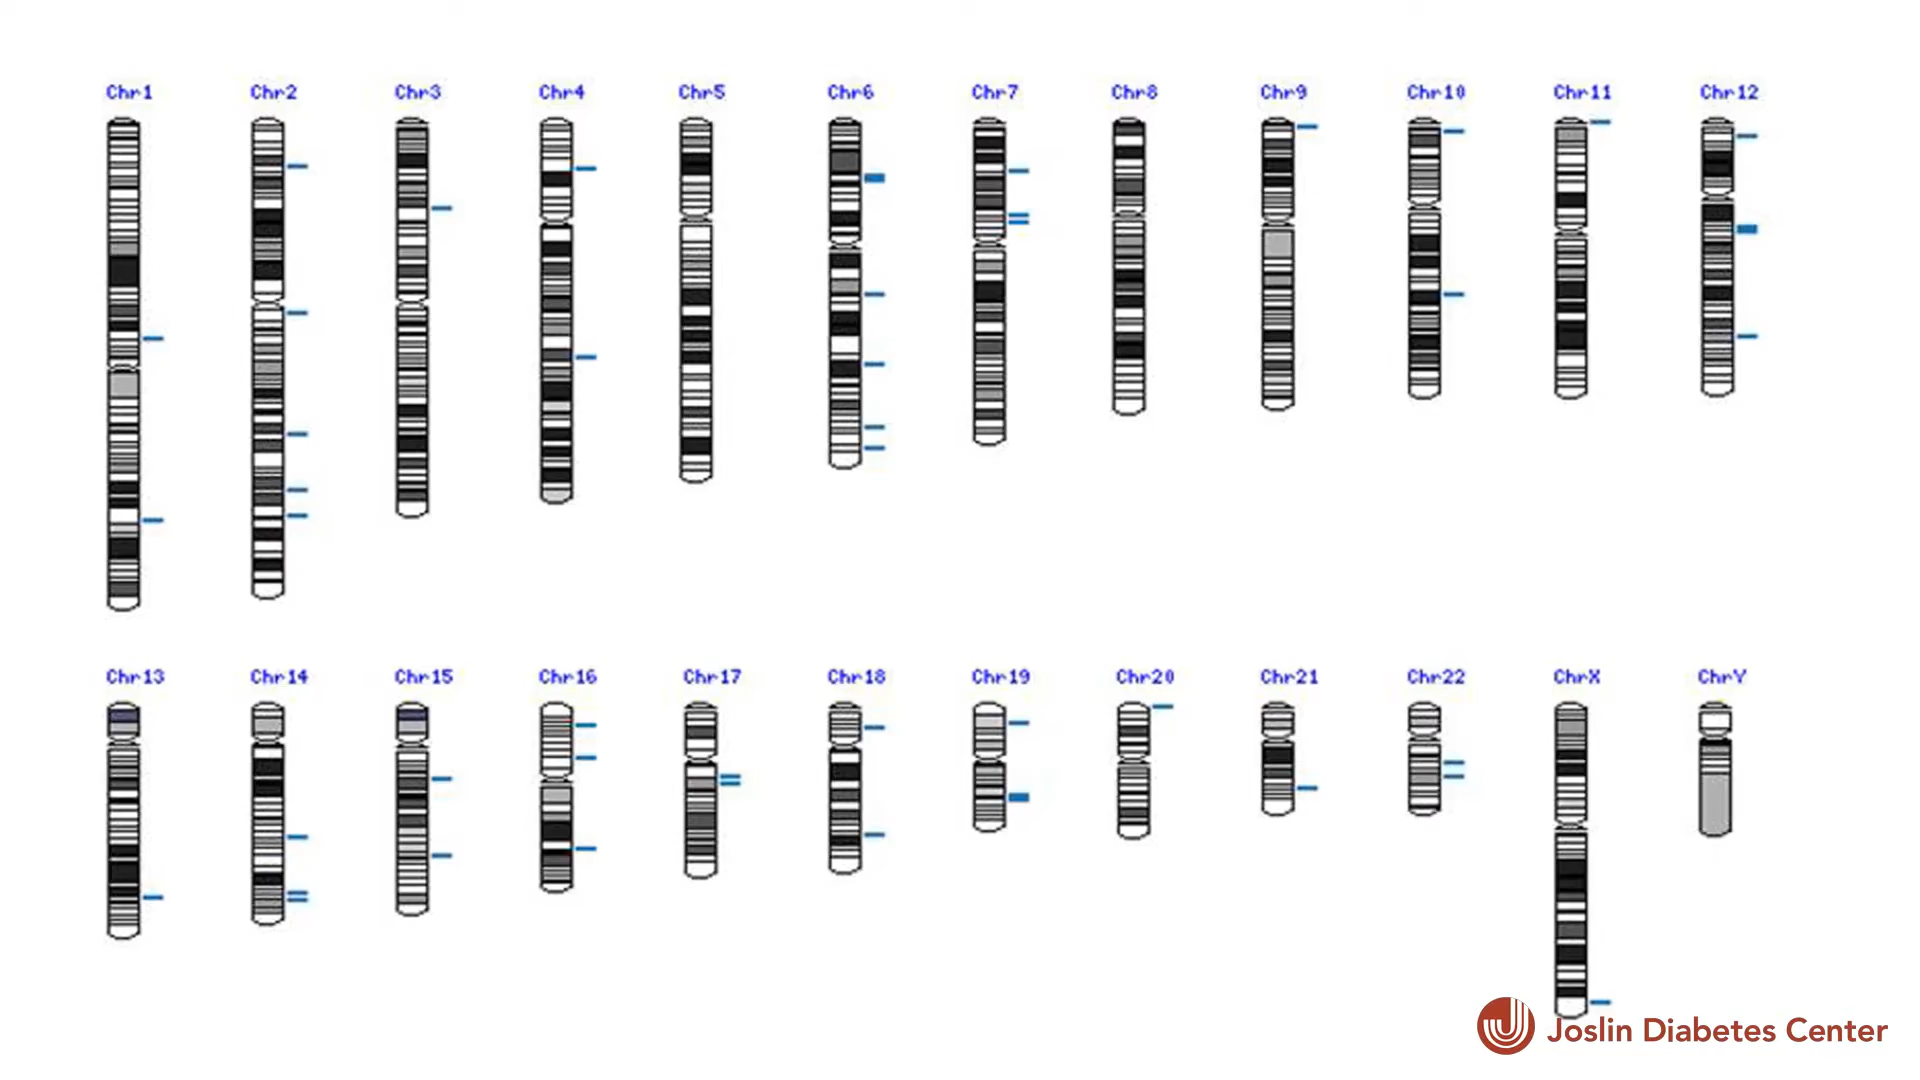 Chr1 Chr2 Chr3 Chr4 Chr5 Chr6 Chr7 Chr8 Chr9 Chr10 Chr11 Chr12
Chr13 Chr14 Chr15 Chr16 Chr17 Chr18 Chr19 Chr20 Chr21 Chr22 ChrX ChrY
Joslin Diabetes Center